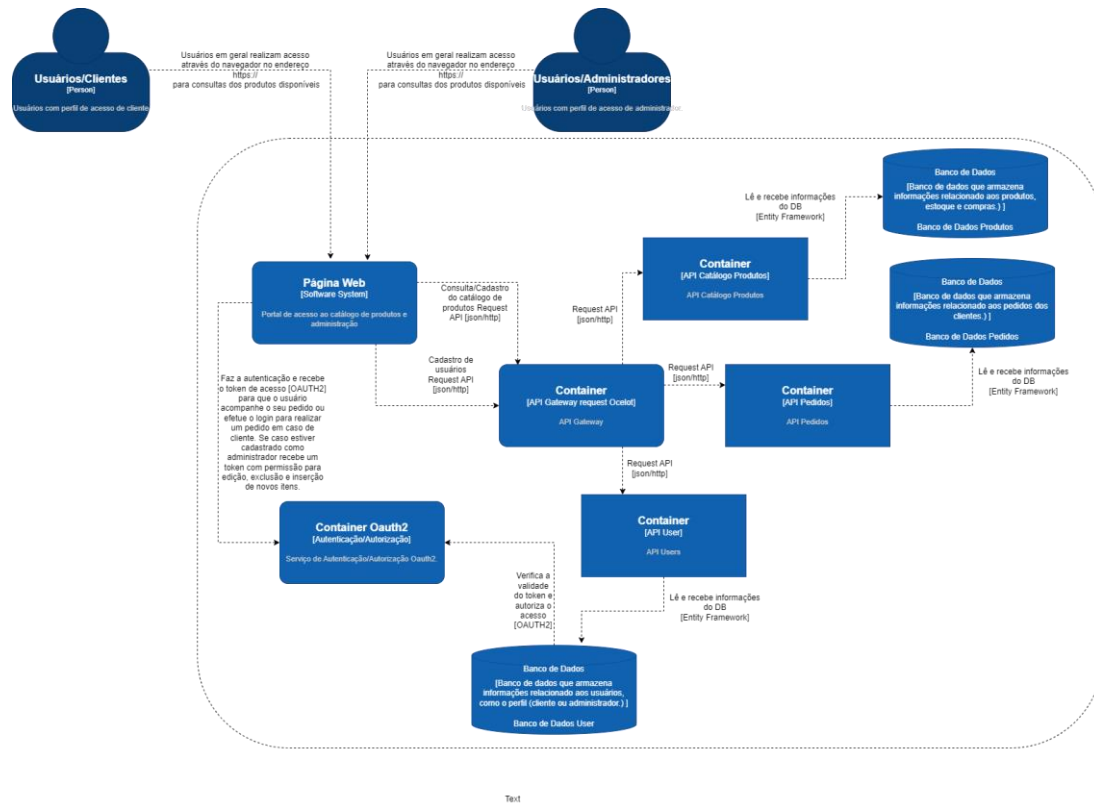 Usuários/Clientes
[Person]
Usuários com perfil de acesso de cliente
Usuários em geral realizam acesso
através do navegador no endereço
https://
para consultas dos produtos disponíveis
Usuários em geral realizam acesso
através do navegador no endereço
https://
para consultas dos produtos disponíveis
Usuários/Administradores
[Person]
Usuários com perfil de acesso de administrador.
Banco de Dados
[Banco de dados que armazena
informações relacionado aos produtos,
estoque e compras.) ]
Banco de Dados Produtos
Lê e recebe informações
do DB
[Entity Framework]
Container
[API Catálogo Produtos]
API Catálogo Produtos
Página Web
[Software System]
Portal de acesso ao catálogo de produtos e
administração
Consulta/Cadastro
do catálogo de
produtos Request
API [json/http]
Request API
[json/http]
Banco de Dados
[Banco de dados que armazena
informações relacionado aos pedidos dos
clientes.) ]
Banco de Dados Pedidos
Cadastro de
usuários
Request API
[json/http]
Container
[API Gateway request Ocelot]
API Gateway
Request API
[json/http]
Container
[API Pedidos]
API Pedidos
Lê e recebe informações
do DB
[Entity Framework]
Faz a autenticação e recebe
o token de acesso [OAUTH2]
para que o usuário
acompanhe o seu pedido ou
efetue o login para realizar
um pedido em caso de
cliente. Se caso estiver
cadastrado como
administrador recebe um
token com permissão para
edição, exclusão e inserção
de novos itens.
Request API
[json/http]
Container Oauth2
[Autenticação/Autorização]
Serviço de Autenticação/Autorização Oauth2.
Container
[API User]
API Users
Verifica a
validade
do token e
autoriza o
acesso
[OAUTH2]
Lê e recebe informações
do DB
[Entity Framework]
Banco de Dados
[Banco de dados que armazena
informações relacionado aos usuários,
como o perfil (cliente ou administrador.) ]
Banco de Dados User
Text